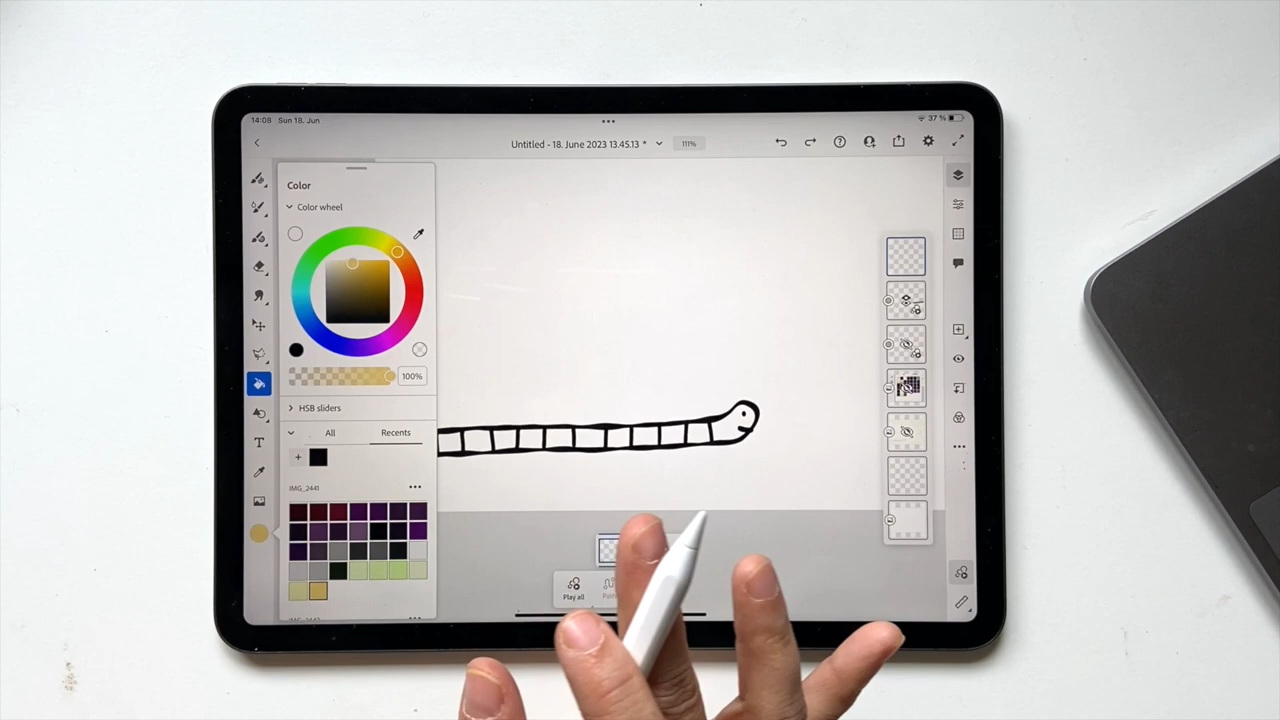 14:08 Sun 18. Jun
37 %
Untitled - 18. June 2023 13.45.13 *
111%
Color
Color wheel
100%
HSB sliders
All Recents
IMG_2441
T
Play all